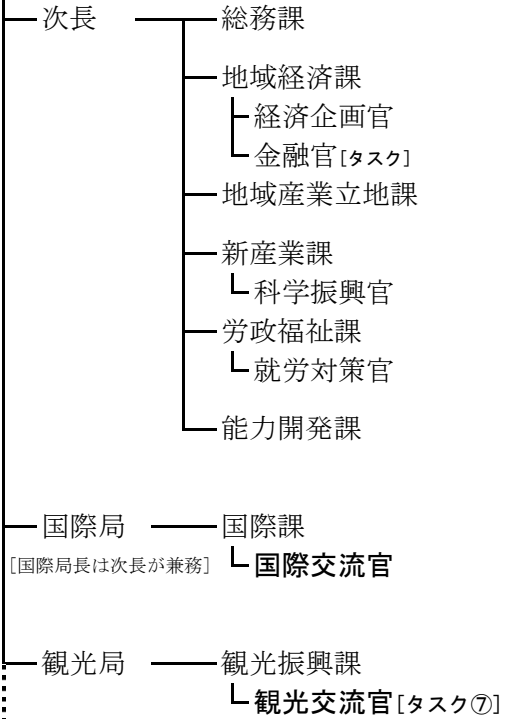 次長 総務課
地域経済課
経済企画官
金融官[タスク]
地域産業立地課
新産業課
科学振興官
労政福祉課
就労対策官
能力開発課
国際局 国際課
[国際局長は次長が兼務] 国際交流官
観光局 観光振興課
観光交流官[タスク⑦]